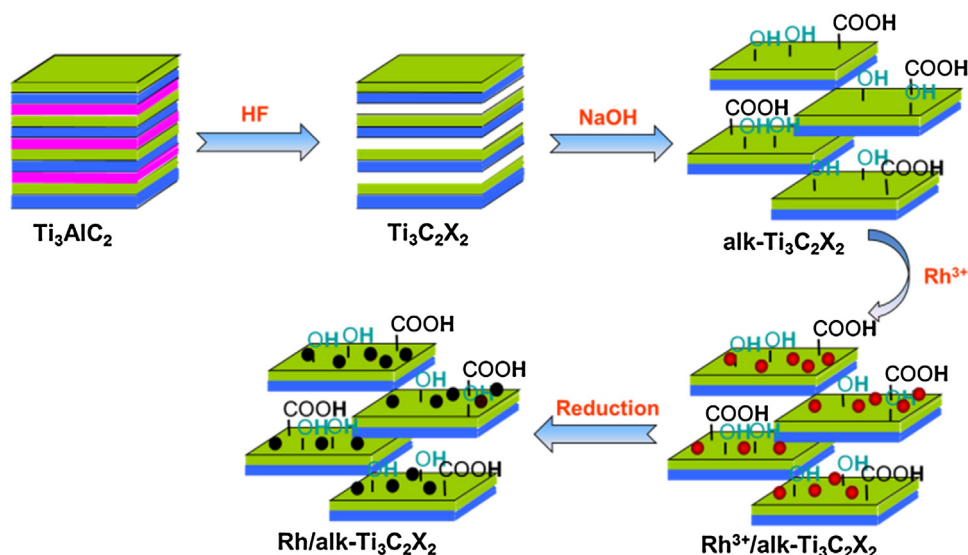 HF
NaOH
OH
OH
COOH
COOH
OH
OH
COOH
OH
OH
OH
COOH
OH
Ti₃AlC₂
Ti₃C₂X₂
alk-Ti₃C₂X₂
Rh³⁺
COOH
OH
OH
COOH
OH
OH
COOH
OH
OH
COOH
OH
OH
Reduction
COOH
OH
OH
COOH
OH
OH
COOH
OH
OH
OH
COOH
OH
Rh/alk-Ti₃C₂X₂
Rh³⁺/alk-Ti₃C₂X₂